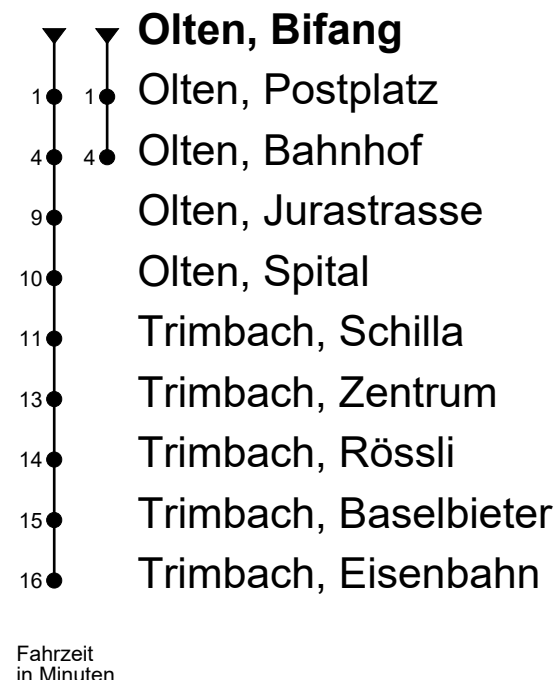 Olten, Bifang
1 1 Olten, Postplatz
4 4 Olten, Bahnhof
9 Olten, Jurastrasse
10 Olten, Spital
11 Trimbach, Schilla
13 Trimbach, Zentrum
14 Trimbach, Rössli
15 Trimbach, Baselbieter
16 Trimbach, Eisenbahn
Fahrzeit
in Minuten